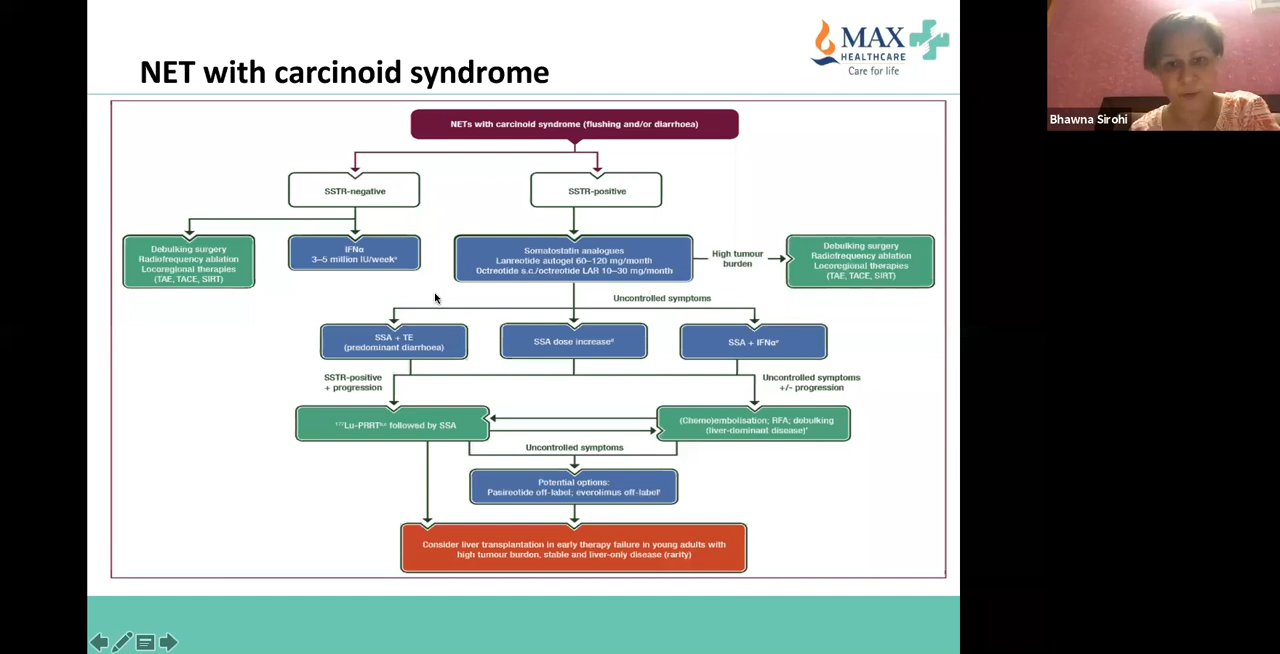 MAX
HEALTHCARE
Care for life
Bhawna Sirohi
NET with carcinoid syndrome
NETs with carcinoid syndrome (flushing and/or diarrhoea)
SSTR-negative
SSTR-positive
Debulking surgery
Radiofrequency ablation
Locoregional therapies
(TAE, TACE, SIRT)
IFNα
3–5 million IU/weekᵃ
Somatostatin analogues
Lanreotide autogel 60–120 mg/month
Octreotide s.c./octreotide LAR 10–30 mg/month
High tumour
burden
Debulking surgery
Radiofrequency ablation
Locoregional therapies
(TAE, TACE, SIRT)
Uncontrolled symptoms
SSA + TE
(predominant diarrhoea)
SSA dose increaseᵈ
SSA + IFNαᵉ
SSTR-positive
+ progression
Uncontrolled symptoms
+/- progression
¹⁷⁷Lu-PRRT followed by SSA
(Chemo)embolisation; RFA; debulking
(liver-dominant disease)
Uncontrolled symptoms
Potential options:
Pasireotide off-label; everolimus off-label
Consider liver transplantation in early therapy failure in young adults with
high tumour burden, stable and liver-only disease (rarity)